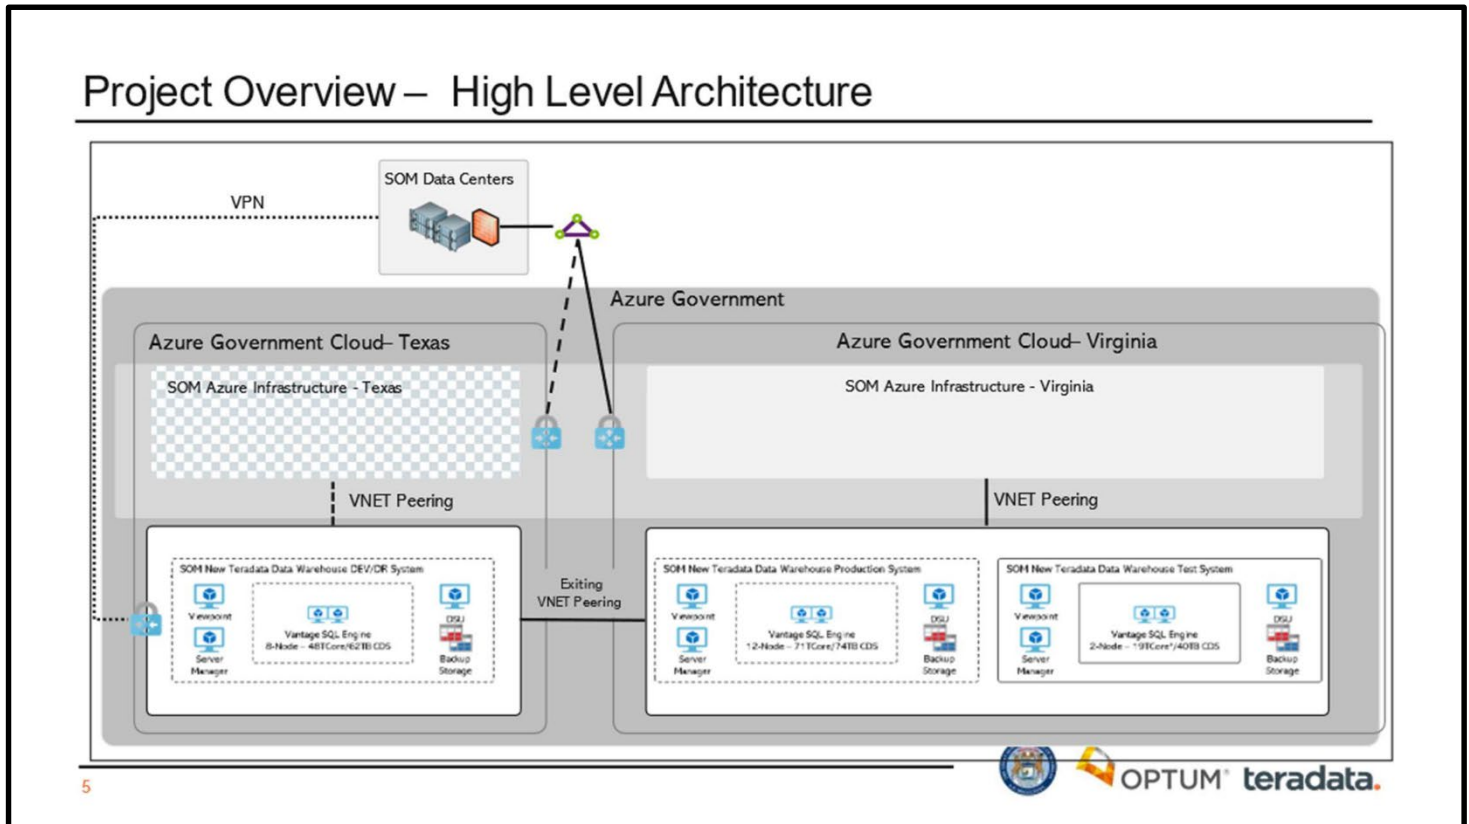 Project Overview – High Level Architecture
SOM Data Centers
VPN
Azure Government
Azure Government Cloud– Texas
Azure Government Cloud– Virginia
SOM Azure Infrastructure - Texas
SOM Azure Infrastructure - Virginia
VNET Peering
VNET Peering
SOM New Teradata Data Warehouse DEV/DR System
Viewpoint
Server
Manager
Vantage SQL Engine
8-Node – 48TCore/62TB CDS
DSU
Backup
Storage
Exiting
VNET Peering
SOM New Teradata Data Warehouse Production System
Viewpoint
Server
Manager
Vantage SQL Engine
12-Node – 71TCore/74TB CDS
DSU
Backup
Storage
SOM New Teradata Data Warehouse Test System
Viewpoint
Server
Manager
Vantage SQL Engine
2-Node – 19TCore*/40TB CDS
DSU
Backup
Storage
5
OPTUM®
teradata.